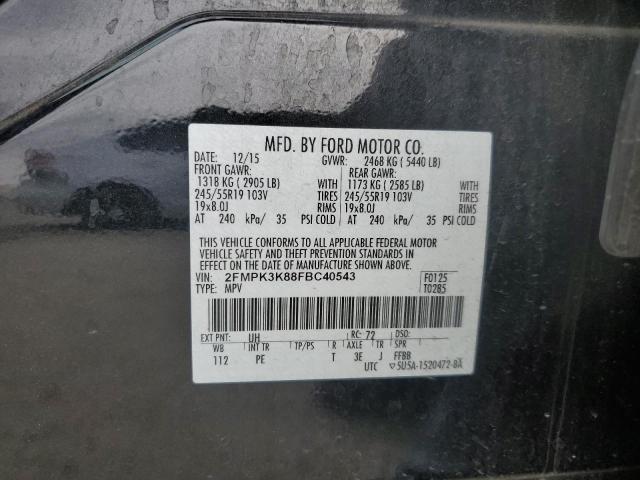 MFD. BY FORD MOTOR CO.
DATE: 12/15 GVWR: 2468 KG ( 5440 LB)
FRONT GAWR: REAR GAWR:
1318 KG ( 2905 LB) WITH 1173 KG ( 2585 LB) WITH
245/55R19 103V TIRES 245/55R19 103V TIRES
19x8.0J RIMS 19x8.0J RIMS
AT 240 kPa/ 35 PSI COLD AT 240 kPa/ 35 PSI COLD
THIS VEHICLE CONFORMS TO ALL APPLICABLE FEDERAL MOTOR
VEHICLE SAFETY AND THEFT PREVENTION STANDARDS IN
EFFECT ON THE DATE OF MANUFACTURE SHOWN ABOVE.
VIN: 2FMPK3K88FBC40543 F0125
TYPE: MPV T0285
EXT PNT: UH RC: 72 DSO:
WB INT TR TP/PS R AXLE TR SPR
112 PE T 3E J FFBB
UTC ▽5U5A-1520472-BA